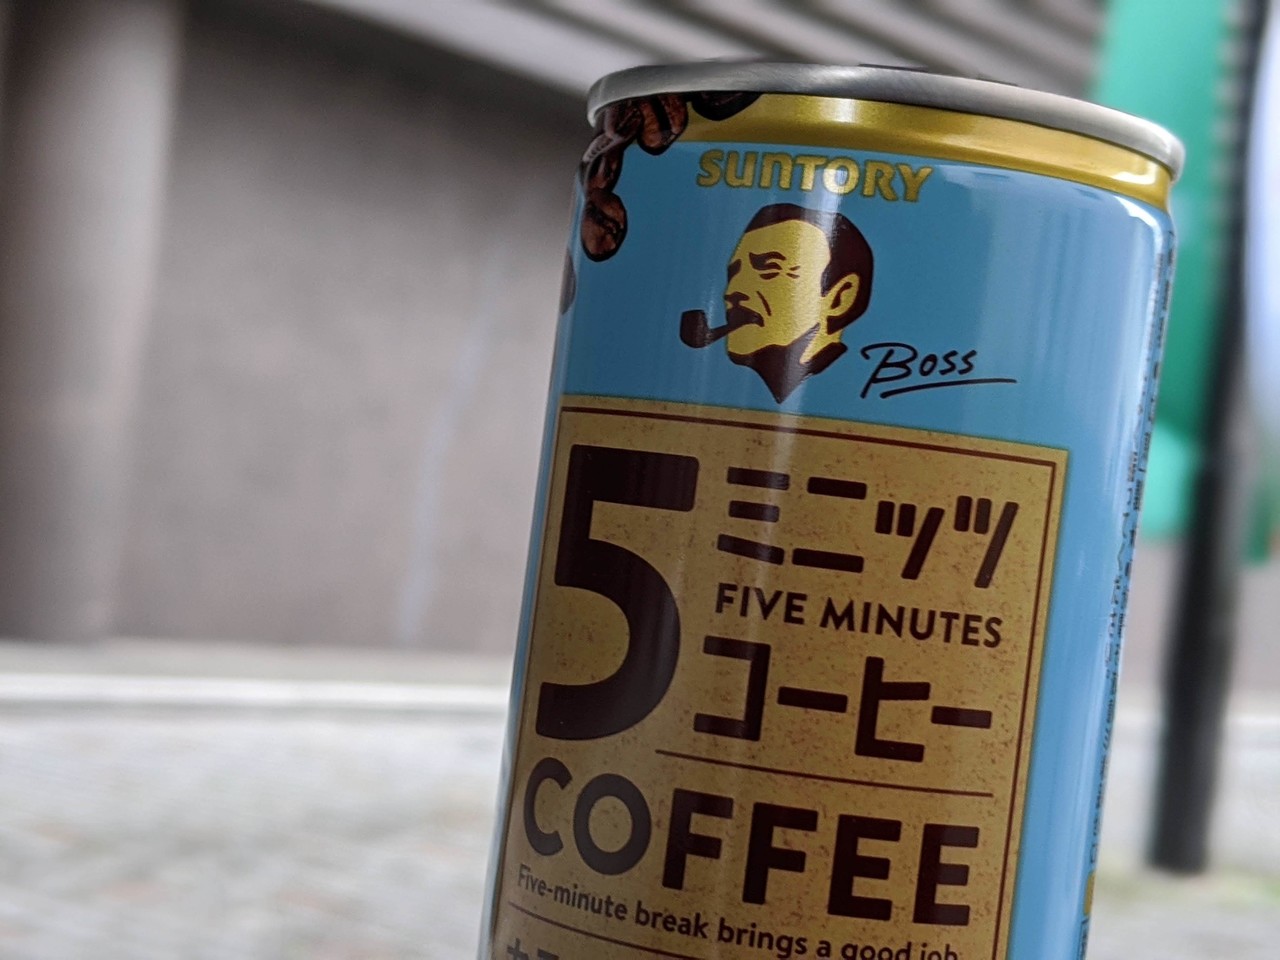 SUNTORY
BOSS
5
ミニッツ
FIVE MINUTES
コーヒー
COFFEE
Five-minute break brings a good job.